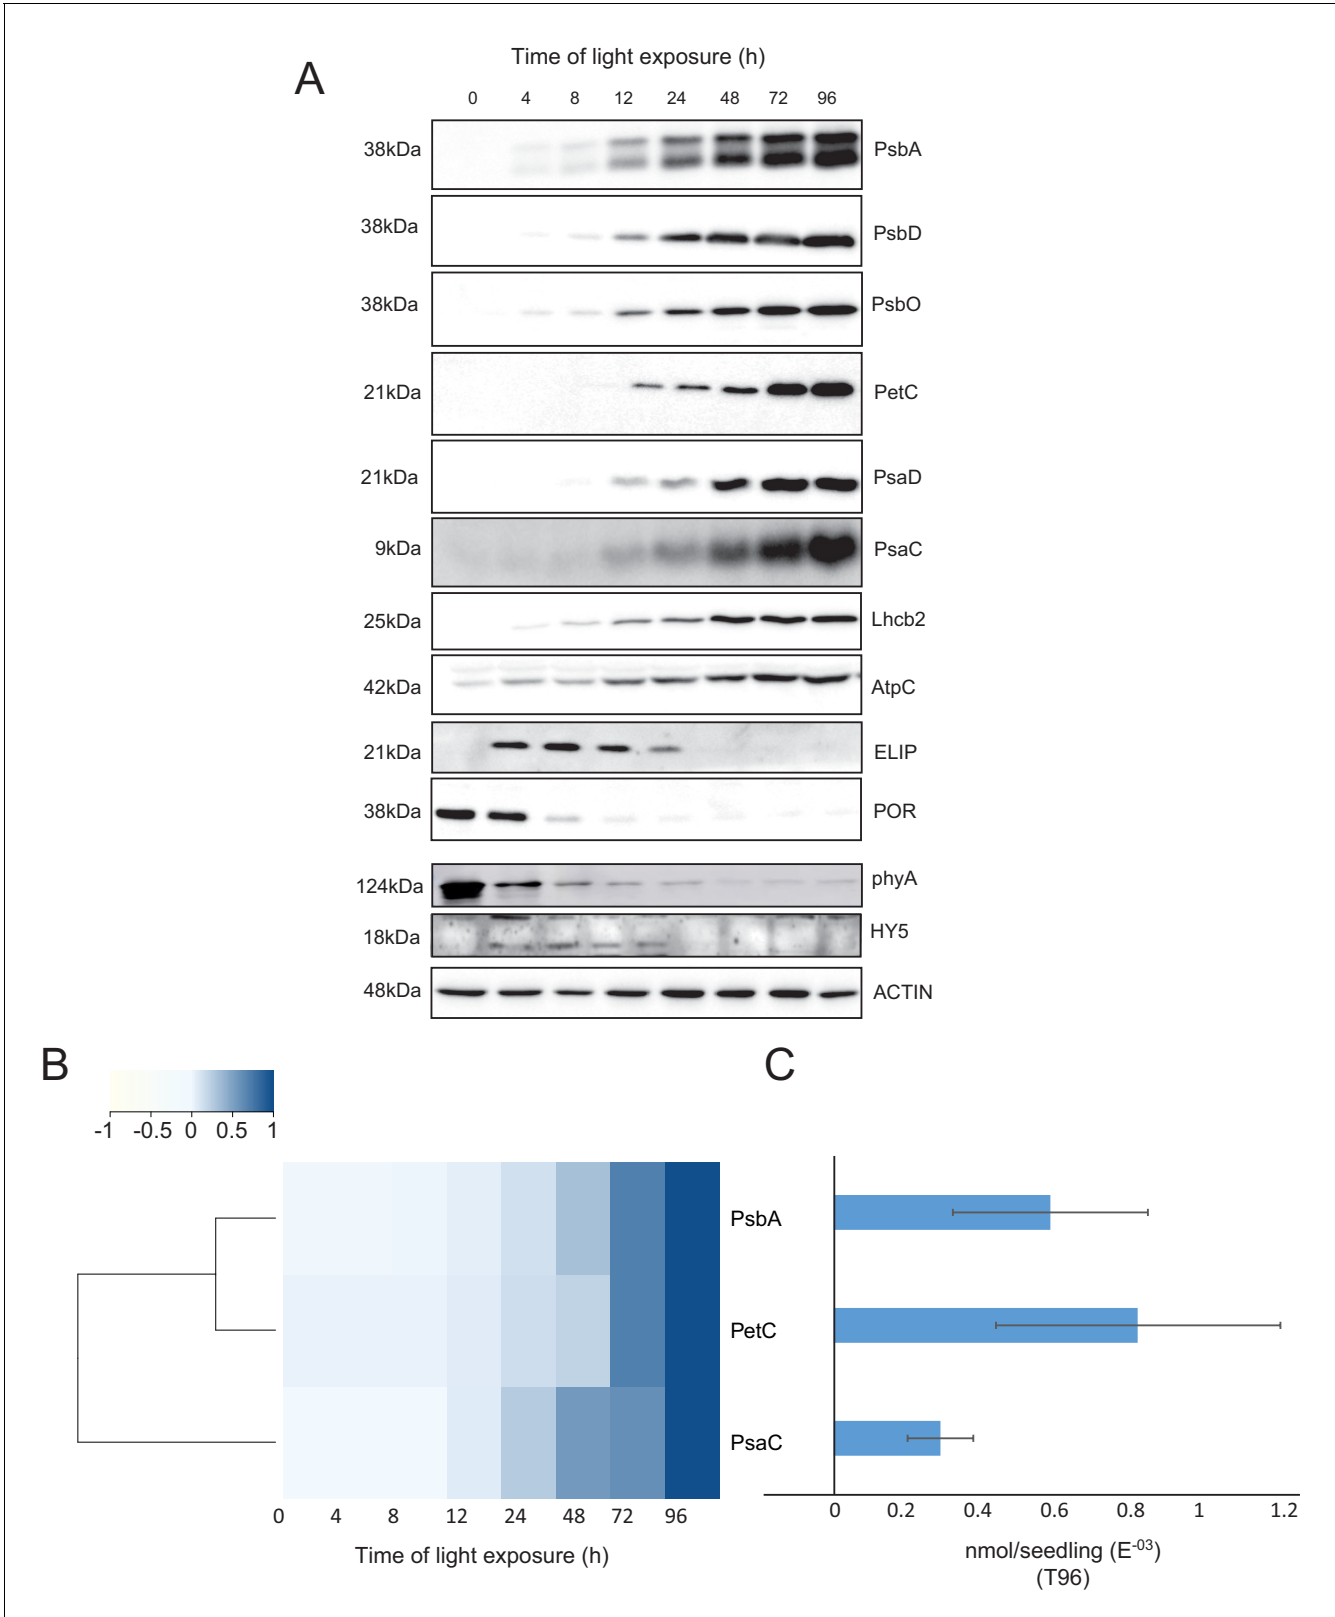 A
Time of light exposure (h)
0 4 8 12 24 48 72 96
38kDa PsbA
38kDa PsbD
38kDa PsbO
21kDa PetC
21kDa PsaD
9kDa PsaC
25kDa Lhcb2
42kDa AtpC
21kDa ELIP
38kDa POR
124kDa phyA
18kDa HY5
48kDa ACTIN
B
-1 -0.5 0 0.5 1
PsbA
PetC
PsaC
0 4 8 12 24 48 72 96
Time of light exposure (h)
C
0 0.2 0.4 0.6 0.8 1 1.2
nmol/seedling (E⁻⁰³)
(T96)